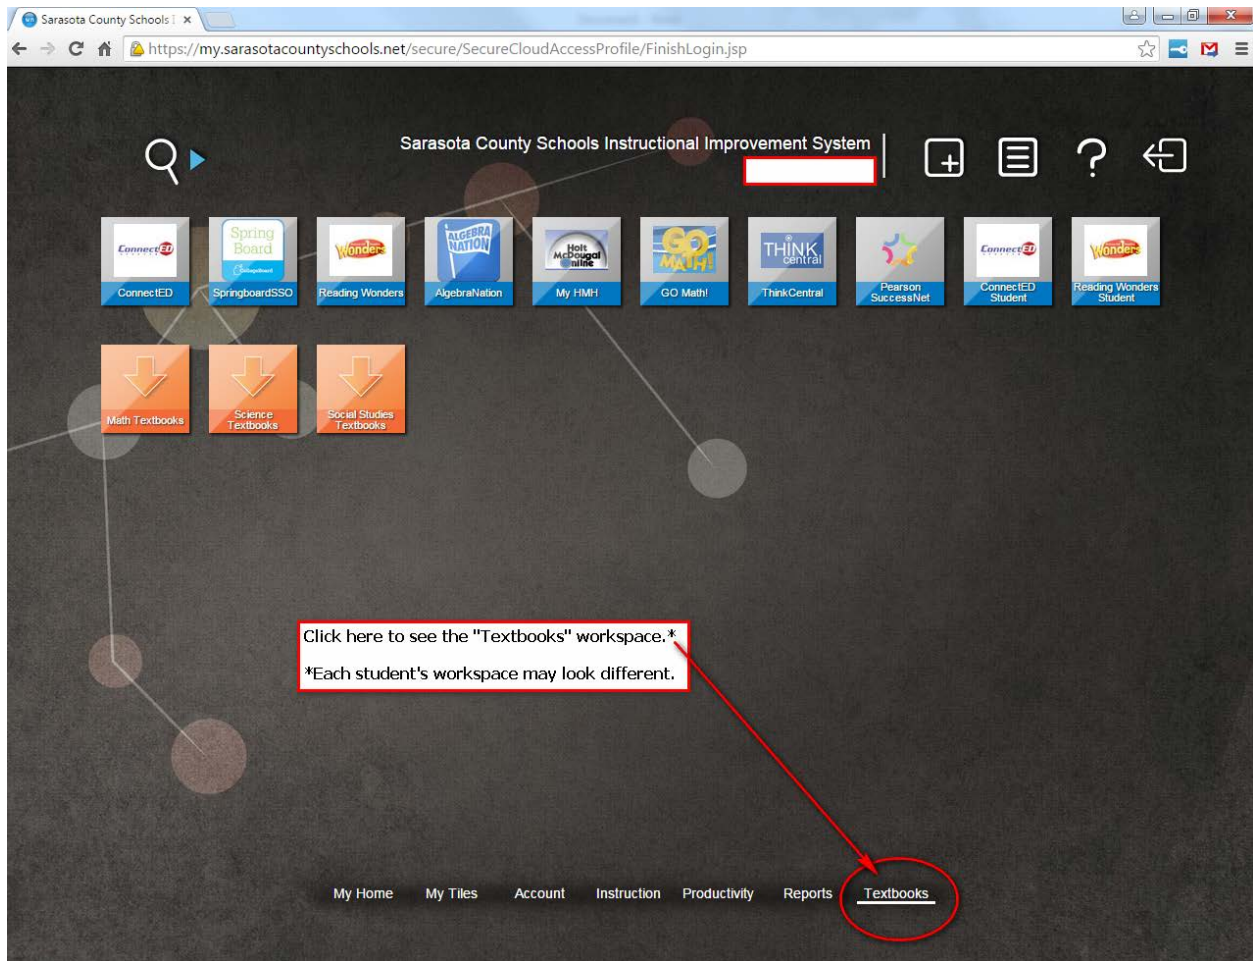 Sarasota County Schools I
https://my.sarasotacountyschools.net/secure/SecureCloudAccessProfile/FinishLogin.jsp
Sarasota County Schools Instructional Improvement System
ConnectED
ConnectED
Spring
Board
CollegeBoard
SpringboardSSO
Wonders
Reading Wonders
ALGEBRA
NATION
AlgebraNation
Holt
McDougal
Online
My HMH
GO
MATH!
GO Math!
THINK
central
ThinkCentral
Pearson
SuccessNet
ConnectED
ConnectED
Student
Wonders
Reading Wonders
Student
Math Textbooks
Science
Textbooks
Social Studies
Textbooks
Click here to see the "Textbooks" workspace.*
*Each student's workspace may look different.
My Home My Tiles Account Instruction Productivity Reports Textbooks